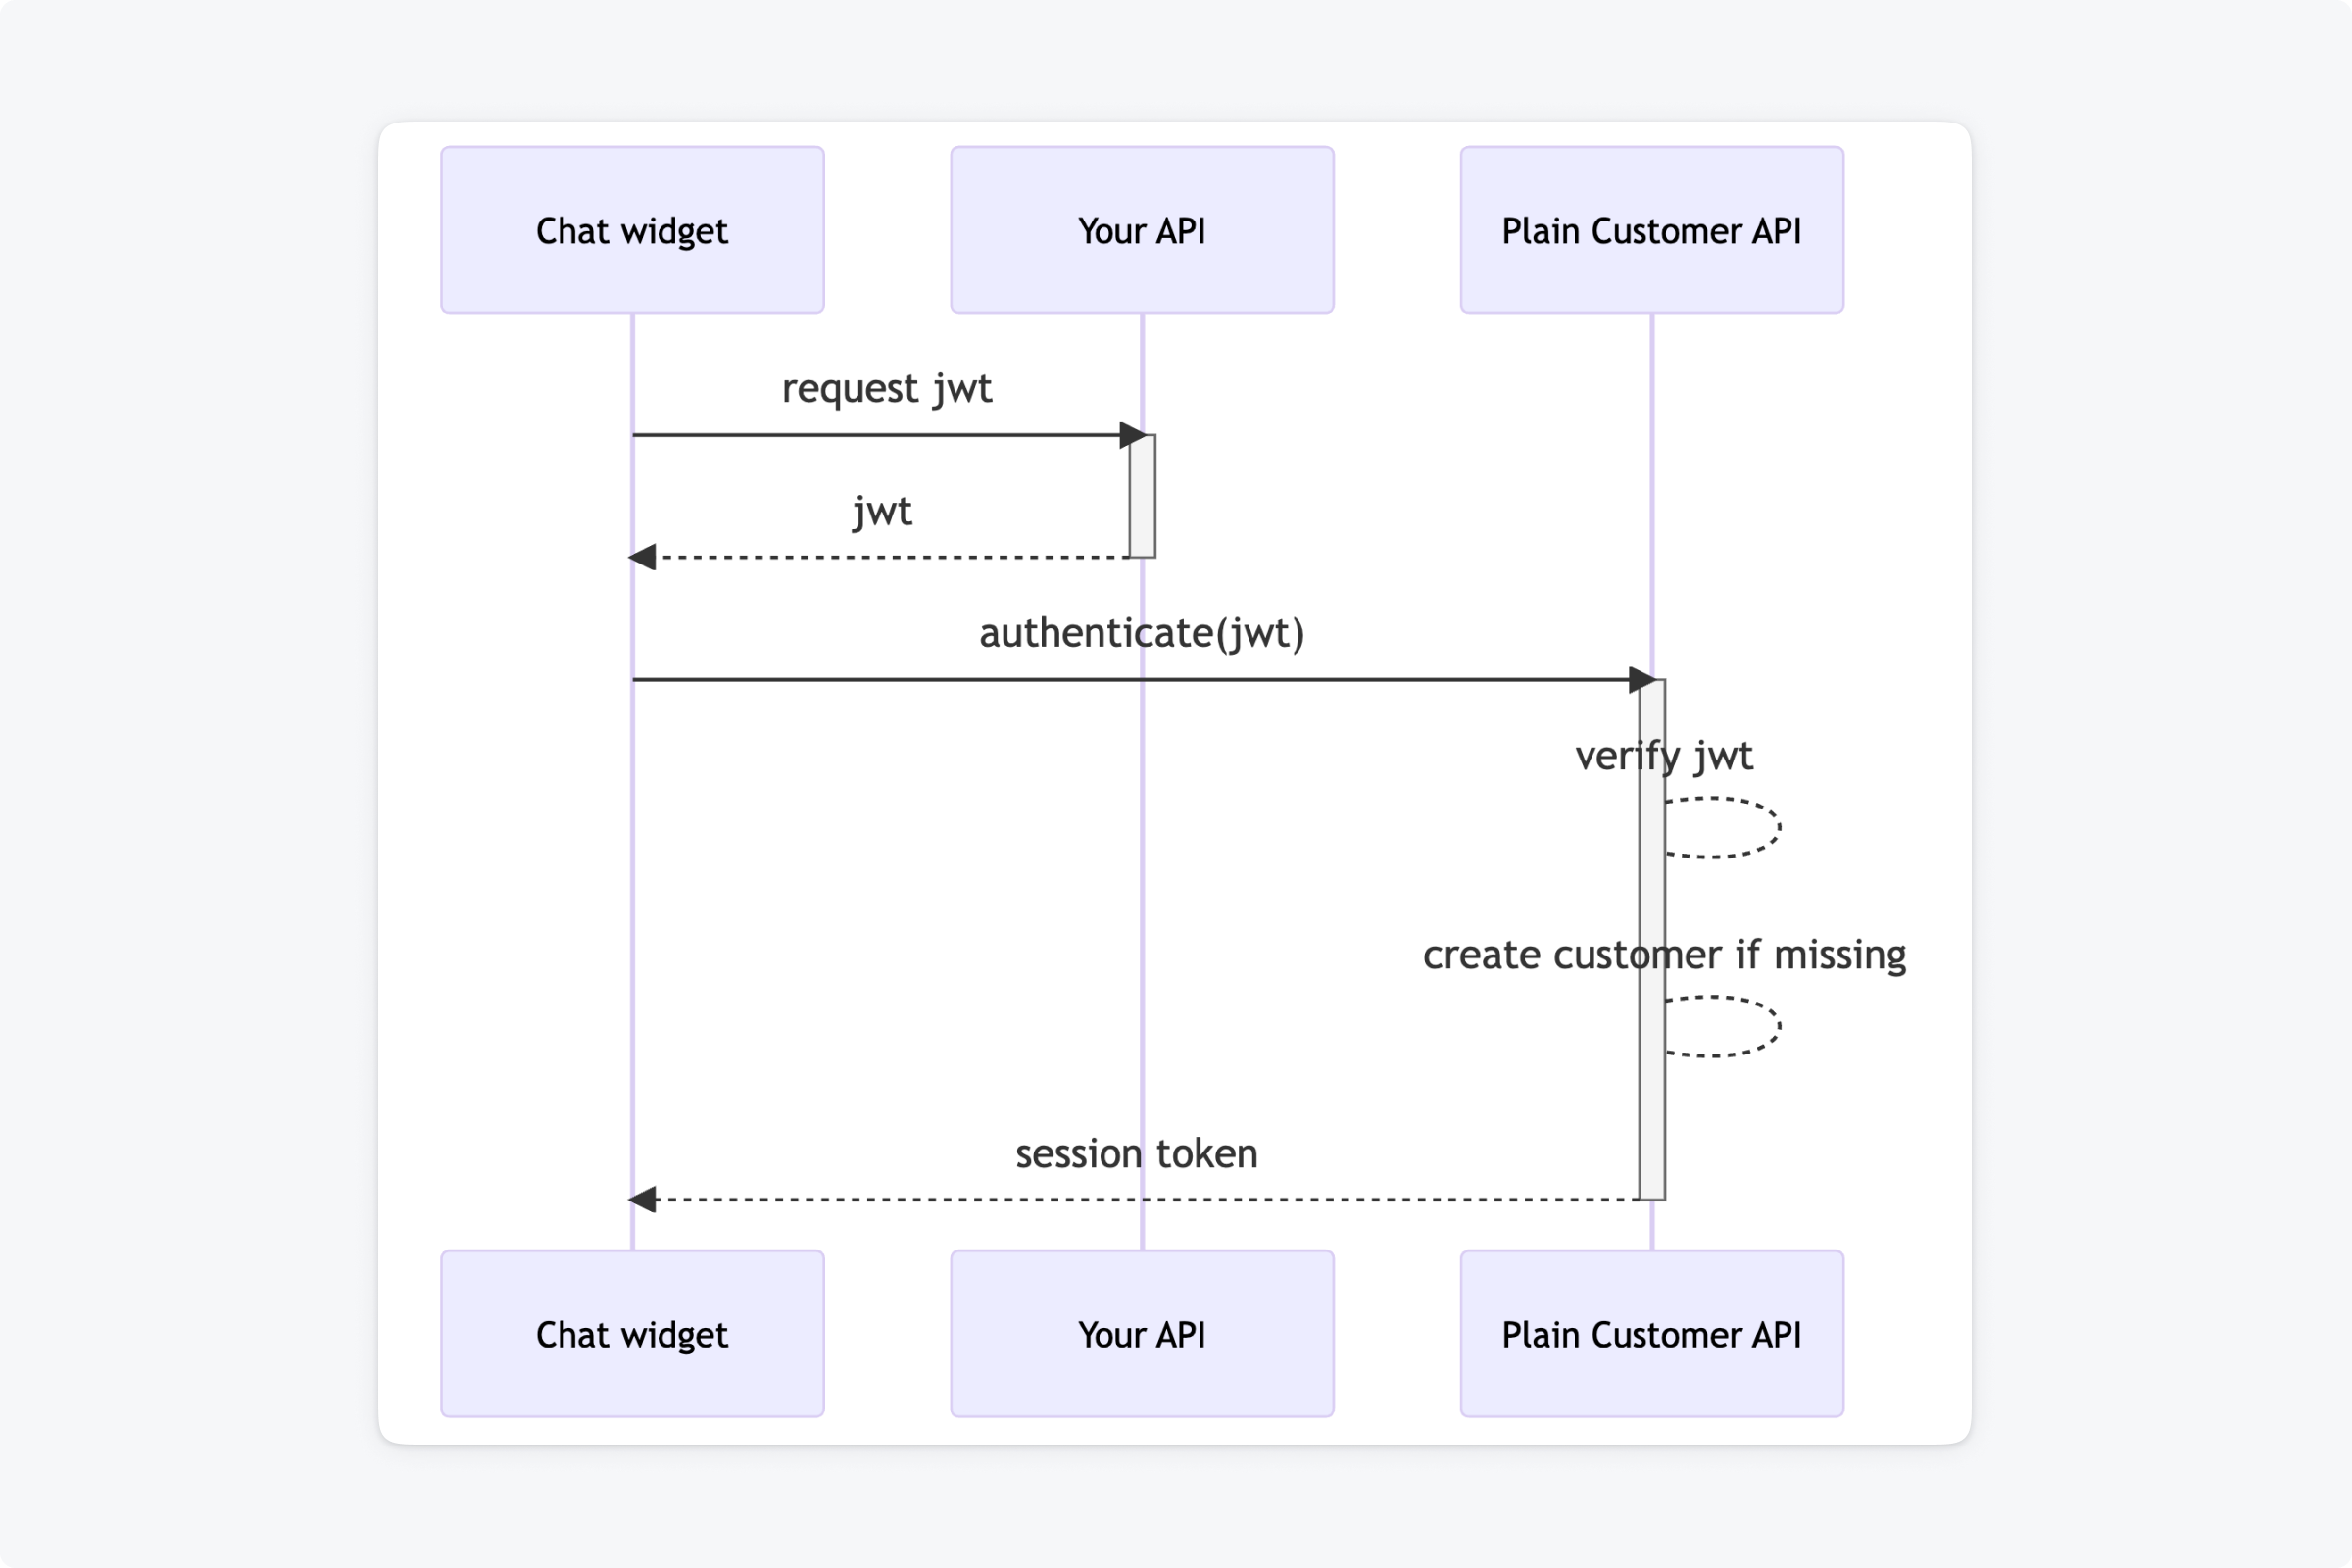 Chat widget
Your API
Plain Customer API
request jwt
jwt
authenticate(jwt)
verify jwt
create customer if missing
session token
Chat widget
Your API
Plain Customer API